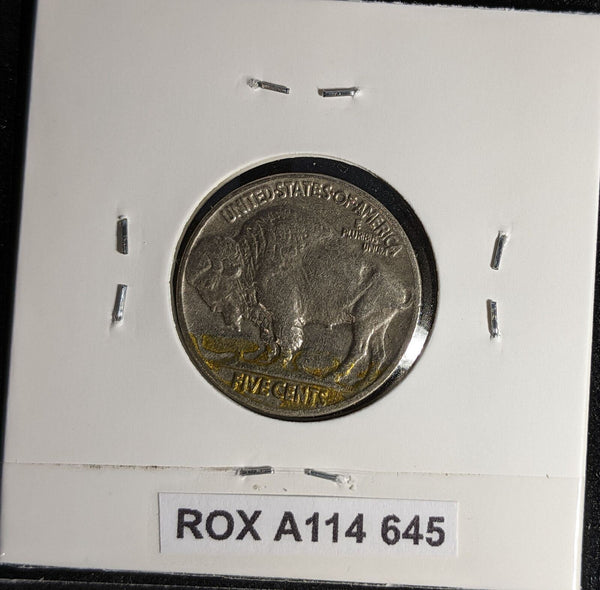 UNITED·STATES·OF·AMERICA
E
PLURIBUS
UNUM
FIVE CENTS
ROX A114 645